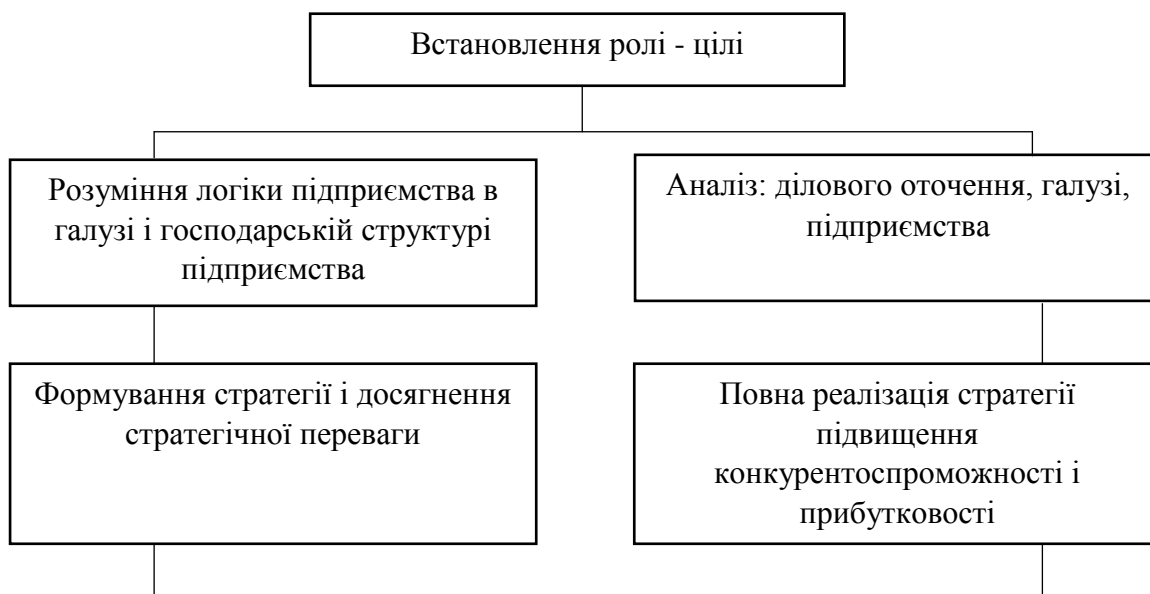 Встановлення ролі - цілі
Розуміння логіки підприємства в
галузі і господарській структурі
підприємства
Аналіз: ділового оточення, галузі,
підприємства
Формування стратегії і досягнення
стратегічної переваги
Повна реалізація стратегії
підвищення
конкурентоспроможності і
прибутковості